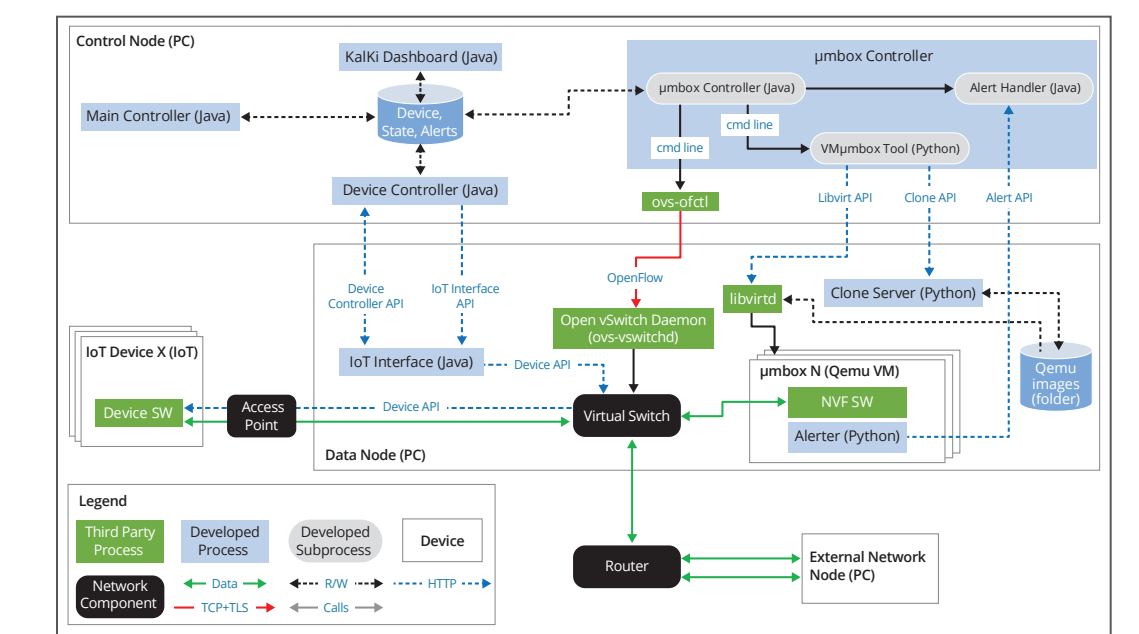 Control Node (PC)
KalKi Dashboard (Java)
Main Controller (Java)
Device,
State, Alerts
Device Controller (Java)
µmbox Controller
µmbox Controller (Java)
Alert Handler (Java)
cmd line
cmd line
VMµmbox Tool (Python)
ovs-ofctl
Libvirt API
Clone API
Alert API
Device
Controller API
IoT Interface
API
OpenFlow
libvirtd
Clone Server (Python)
Open vSwitch Daemon
(ovs-vswitchd)
IoT Device X (IoT)
IoT Interface (Java)
Device API
µmbox N (Qemu VM)
Qemu
images
(folder)
Device SW
Access
Point
Device API
Virtual Switch
NVF SW
Alerter (Python)
Data Node (PC)
Legend
Third Party
Process
Developed
Process
Developed
Subprocess
Device
Network
Component
Data
R/W
HTTP
TCP+TLS
Calls
Router
External Network
Node (PC)